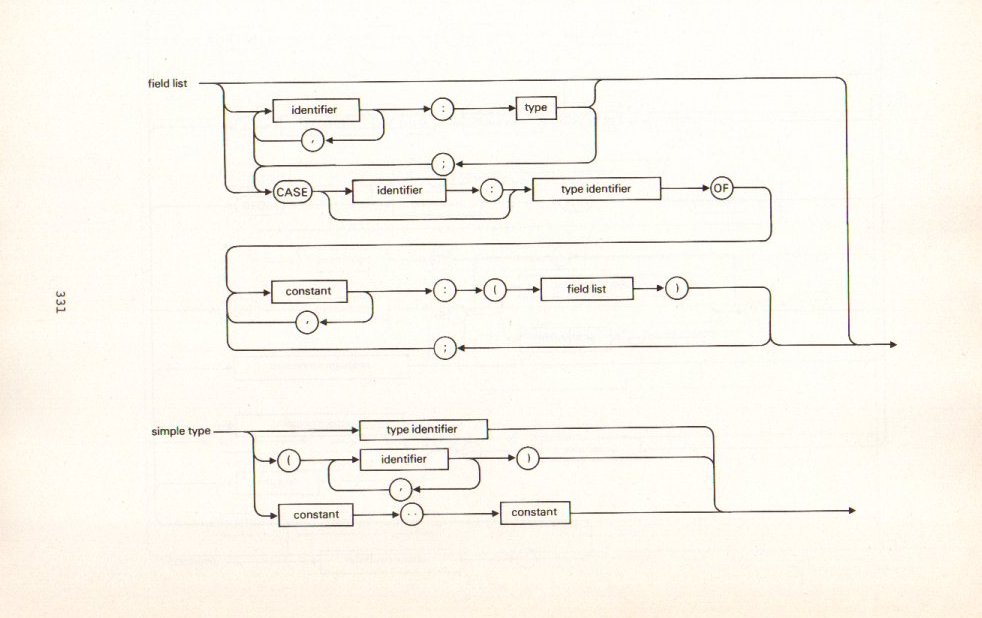 field list
identifier : type
,
;
CASE identifier : type identifier OF
constant : ( field list )
,
;
331
simple type
type identifier
( identifier )
,
constant .. constant